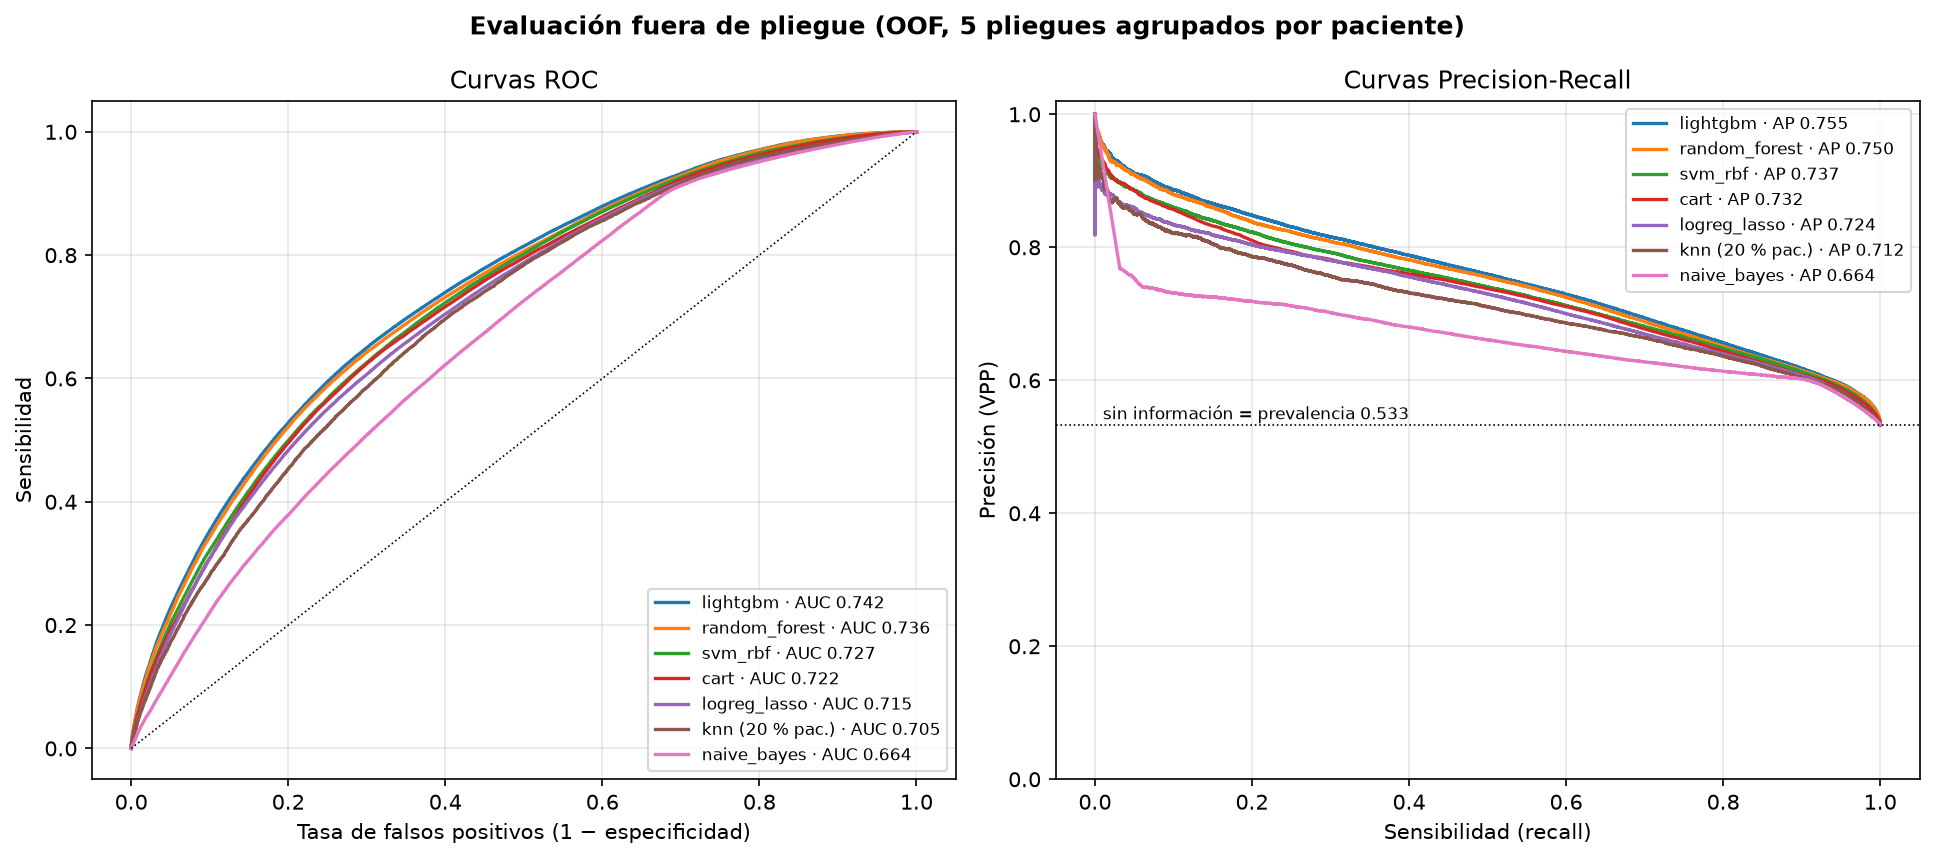 Evaluación fuera de pliegue (OOF, 5 pliegues agrupados por paciente)
Curvas ROC
Sensibilidad
1.0
0.8
0.6
0.4
0.2
0.0
lightgbm · AUC 0.742
random_forest · AUC 0.736
svm_rbf · AUC 0.727
cart · AUC 0.722
logreg_lasso · AUC 0.715
knn (20 % pac.) · AUC 0.705
naive_bayes · AUC 0.664
0.0 0.2 0.4 0.6 0.8 1.0
Tasa de falsos positivos (1 − especificidad)
Curvas Precision-Recall
Precisión (VPP)
1.0
0.8
0.6
0.4
0.2
0.0
lightgbm · AP 0.755
random_forest · AP 0.750
svm_rbf · AP 0.737
cart · AP 0.732
logreg_lasso · AP 0.724
knn (20 % pac.) · AP 0.712
naive_bayes · AP 0.664
sin información = prevalencia 0.533
0.0 0.2 0.4 0.6 0.8 1.0
Sensibilidad (recall)